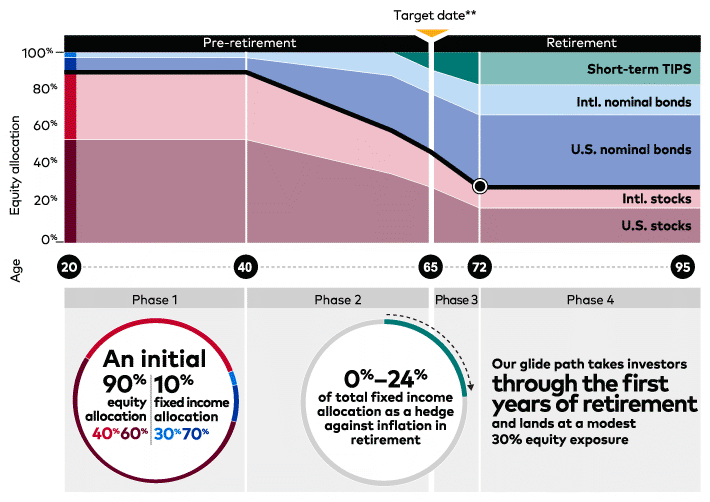 Target date**
Pre-retirement
Retirement
100%
80%
60%
40%
20%
0%
Equity allocation
Short-term TIPS
Intl. nominal bonds
U.S. nominal bonds
Intl. stocks
U.S. stocks
Age
20
40
65
72
95
Phase 1
Phase 2
Phase 3
Phase 4
An initial
90% 10%
equity fixed income
allocation allocation
40% 60% 30% 70%
0%–24%
of total fixed income
allocation as a hedge
against inflation in
retirement
Our glide path takes investors
through the first
years of retirement
and lands at a modest
30% equity exposure